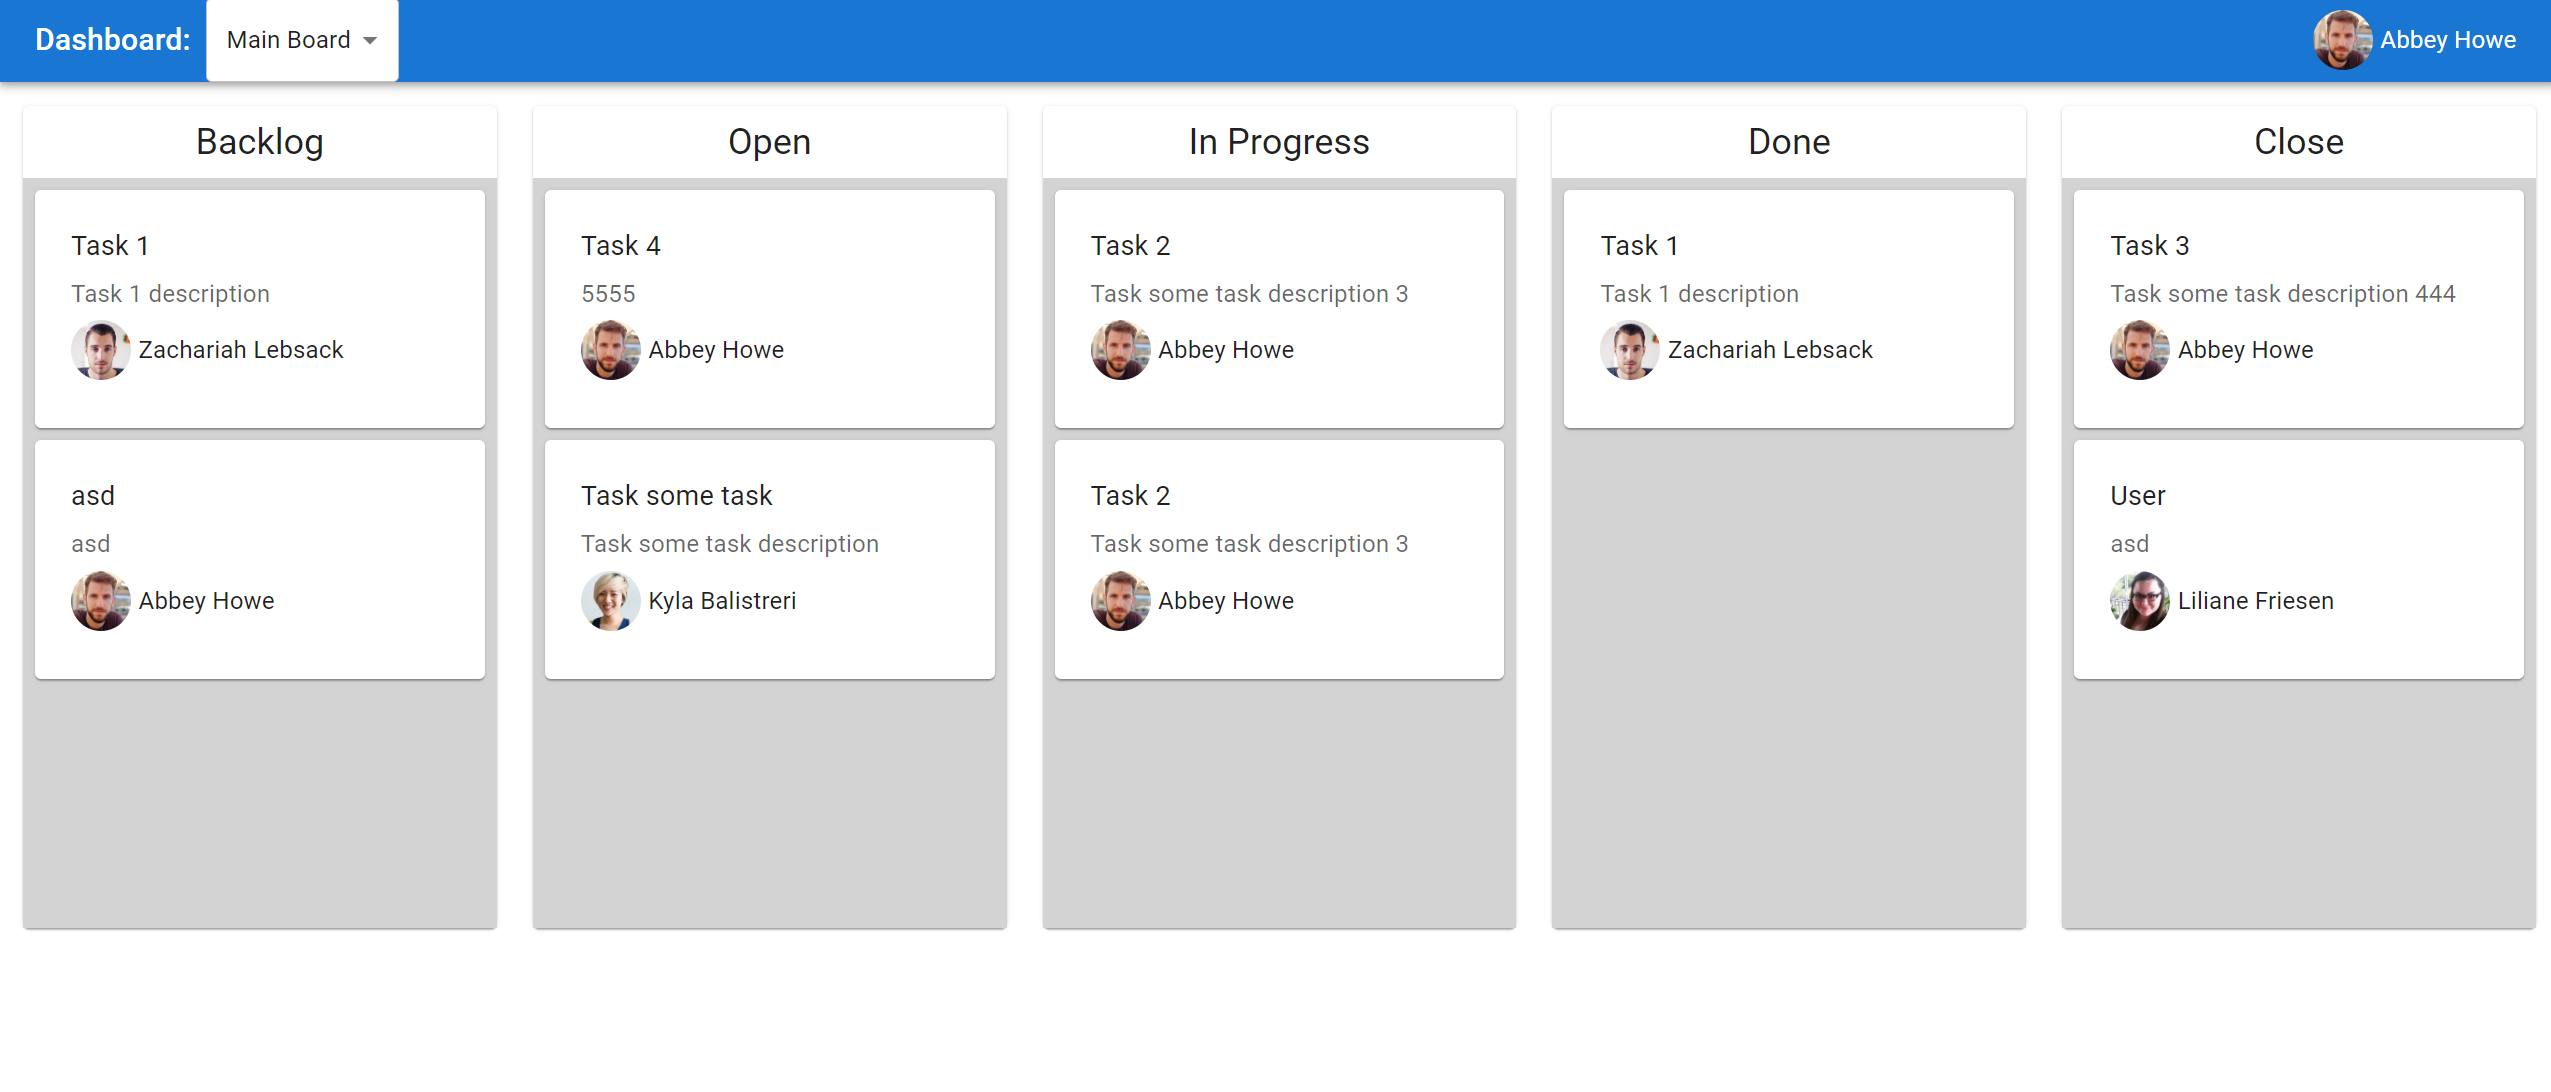 Dashboard: Main Board Abbey Howe
Backlog
Task 1
Task 1 description
Zachariah Lebsack
asd
asd
Abbey Howe
Open
Task 4
5555
Abbey Howe
Task some task
Task some task description
Kyla Balistreri
In Progress
Task 2
Task some task description 3
Abbey Howe
Task 2
Task some task description 3
Abbey Howe
Done
Task 1
Task 1 description
Zachariah Lebsack
Close
Task 3
Task some task description 444
Abbey Howe
User
asd
Liliane Friesen